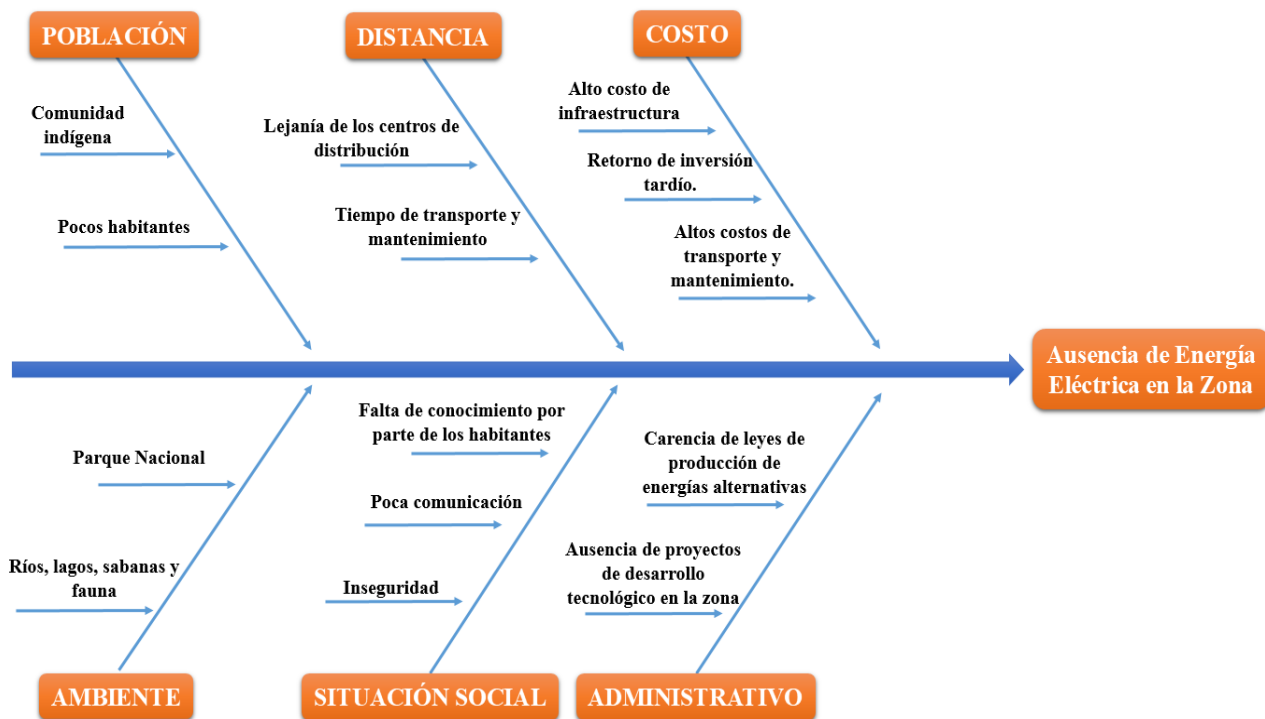 POBLACIÓN
DISTANCIA
COSTO
Comunidad
indígena
Pocos habitantes
Lejanía de los centros de
distribución
Tiempo de transporte y
mantenimiento
Alto costo de
infraestructura
Retorno de inversión
tardío.
Altos costos de
transporte y
mantenimiento.
Ausencia de Energía
Eléctrica en la Zona
Parque Nacional
Ríos, lagos, sabanas y
fauna
Falta de conocimiento por
parte de los habitantes
Poca comunicación
Inseguridad
Carencia de leyes de
producción de
energías alternativas
Ausencia de proyectos
de desarrollo
tecnológico en la zona
AMBIENTE
SITUACIÓN SOCIAL
ADMINISTRATIVO